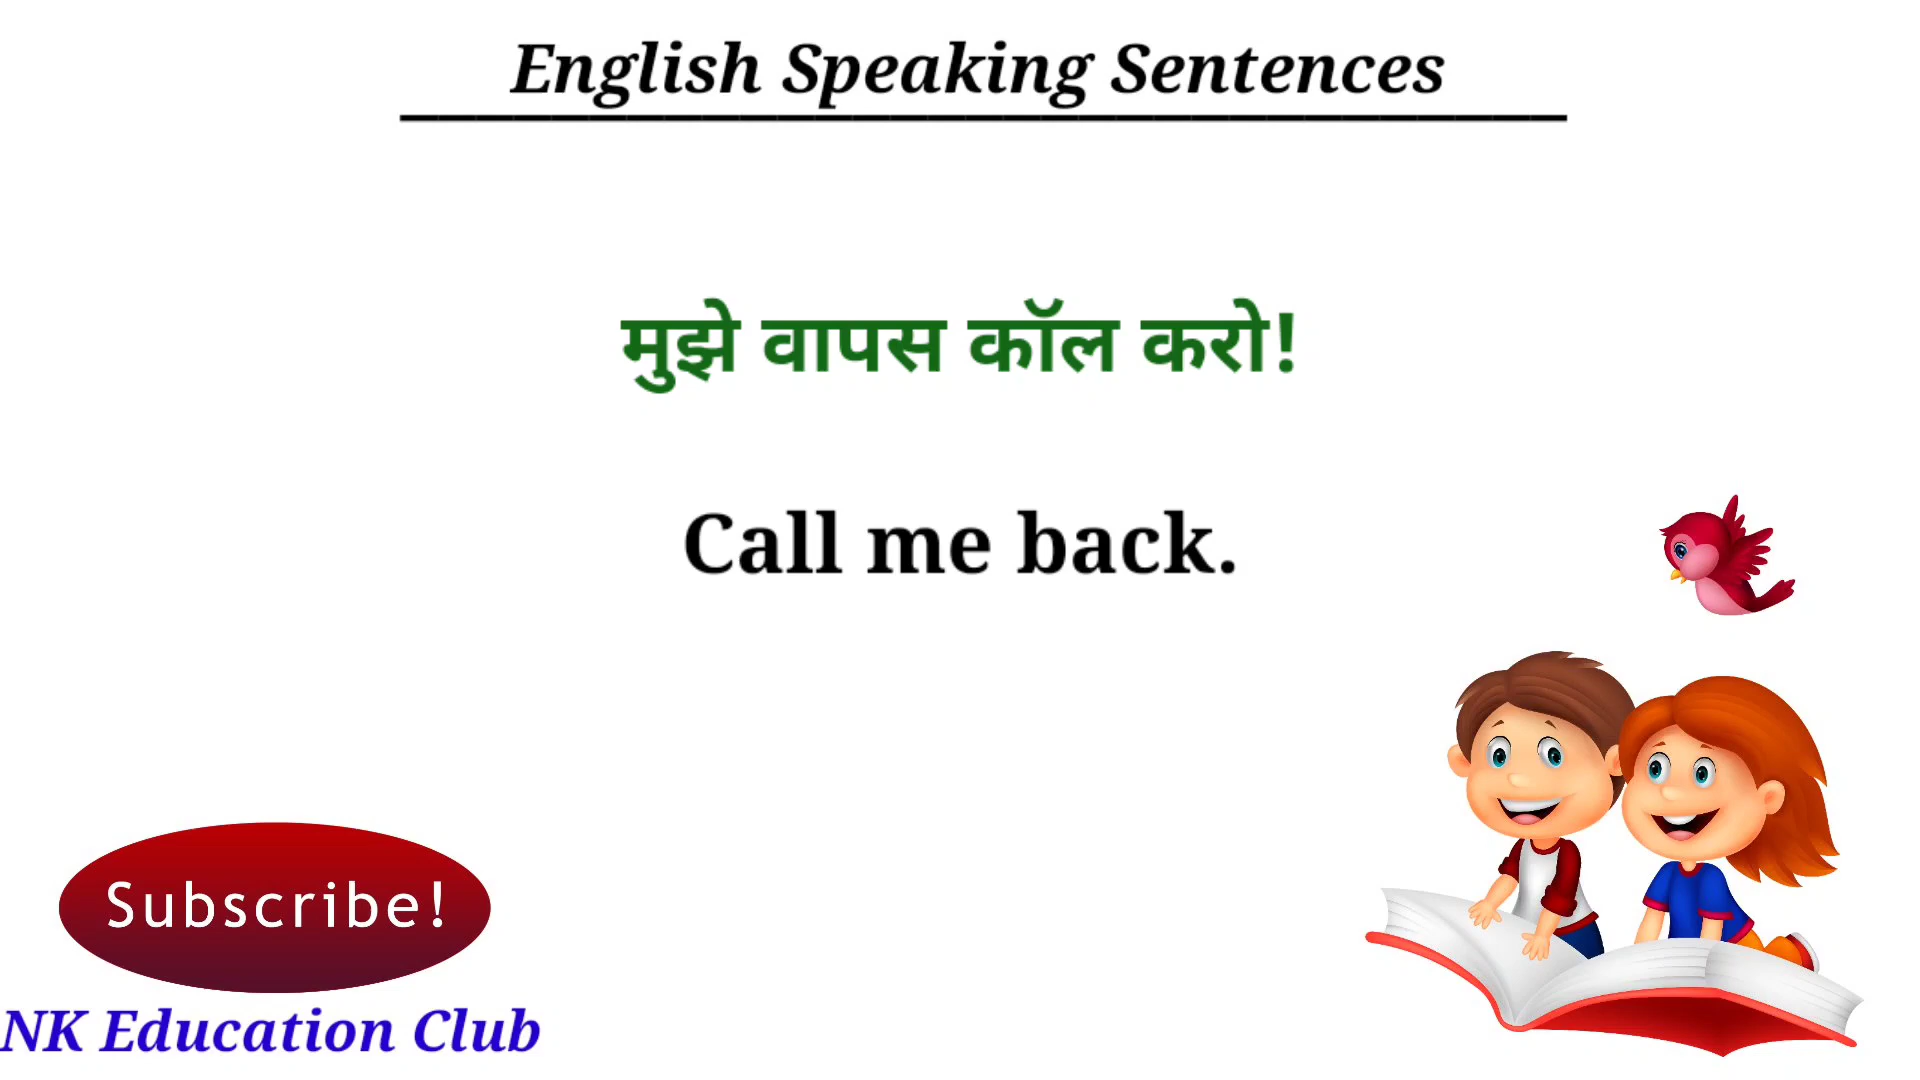 English Speaking Sentences
मुझे वापस कॉल करो!
Call me back.
Subscribe!
NK Education Club